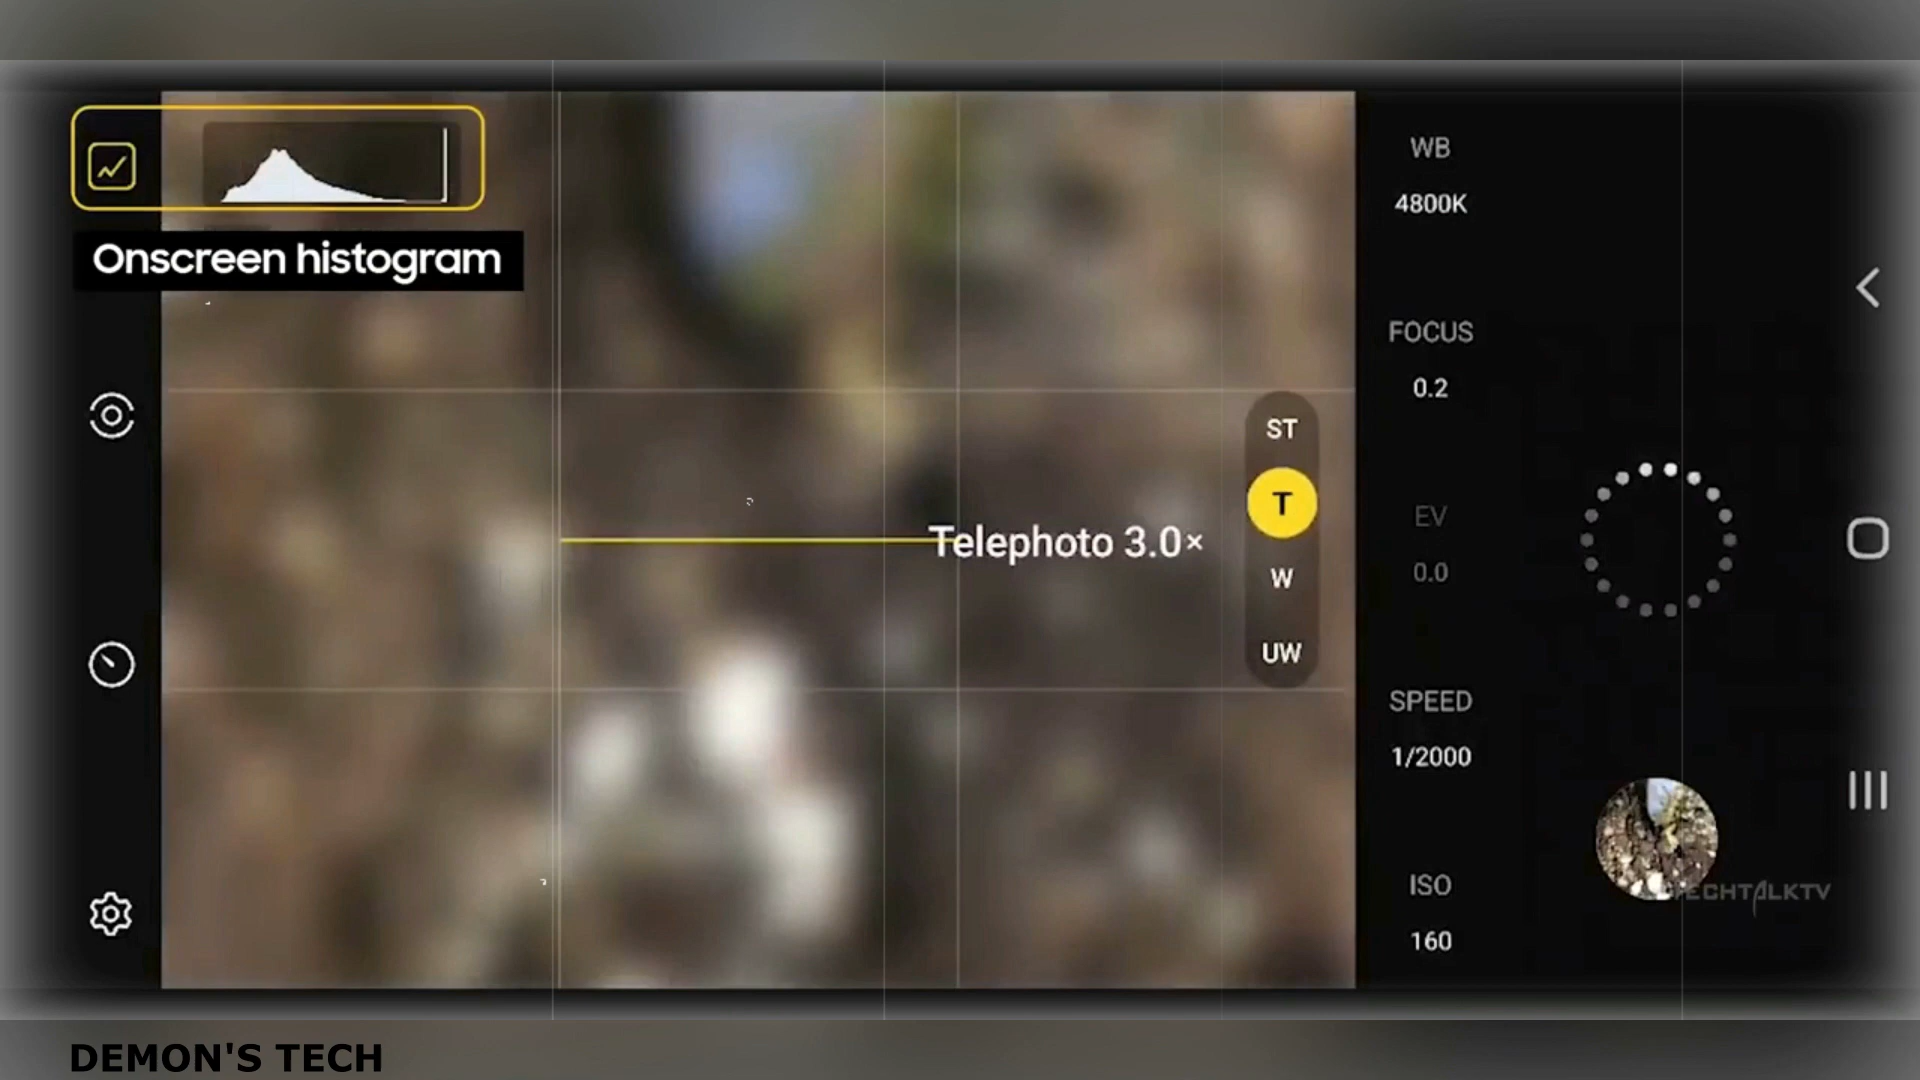 Onscreen histogram
Telephoto 3.0×
ST
T
W
UW
WB
4800K
FOCUS
0.2
EV
0.0
SPEED
1/2000
ISO
160
TECHTALKTV
DEMON'S TECH